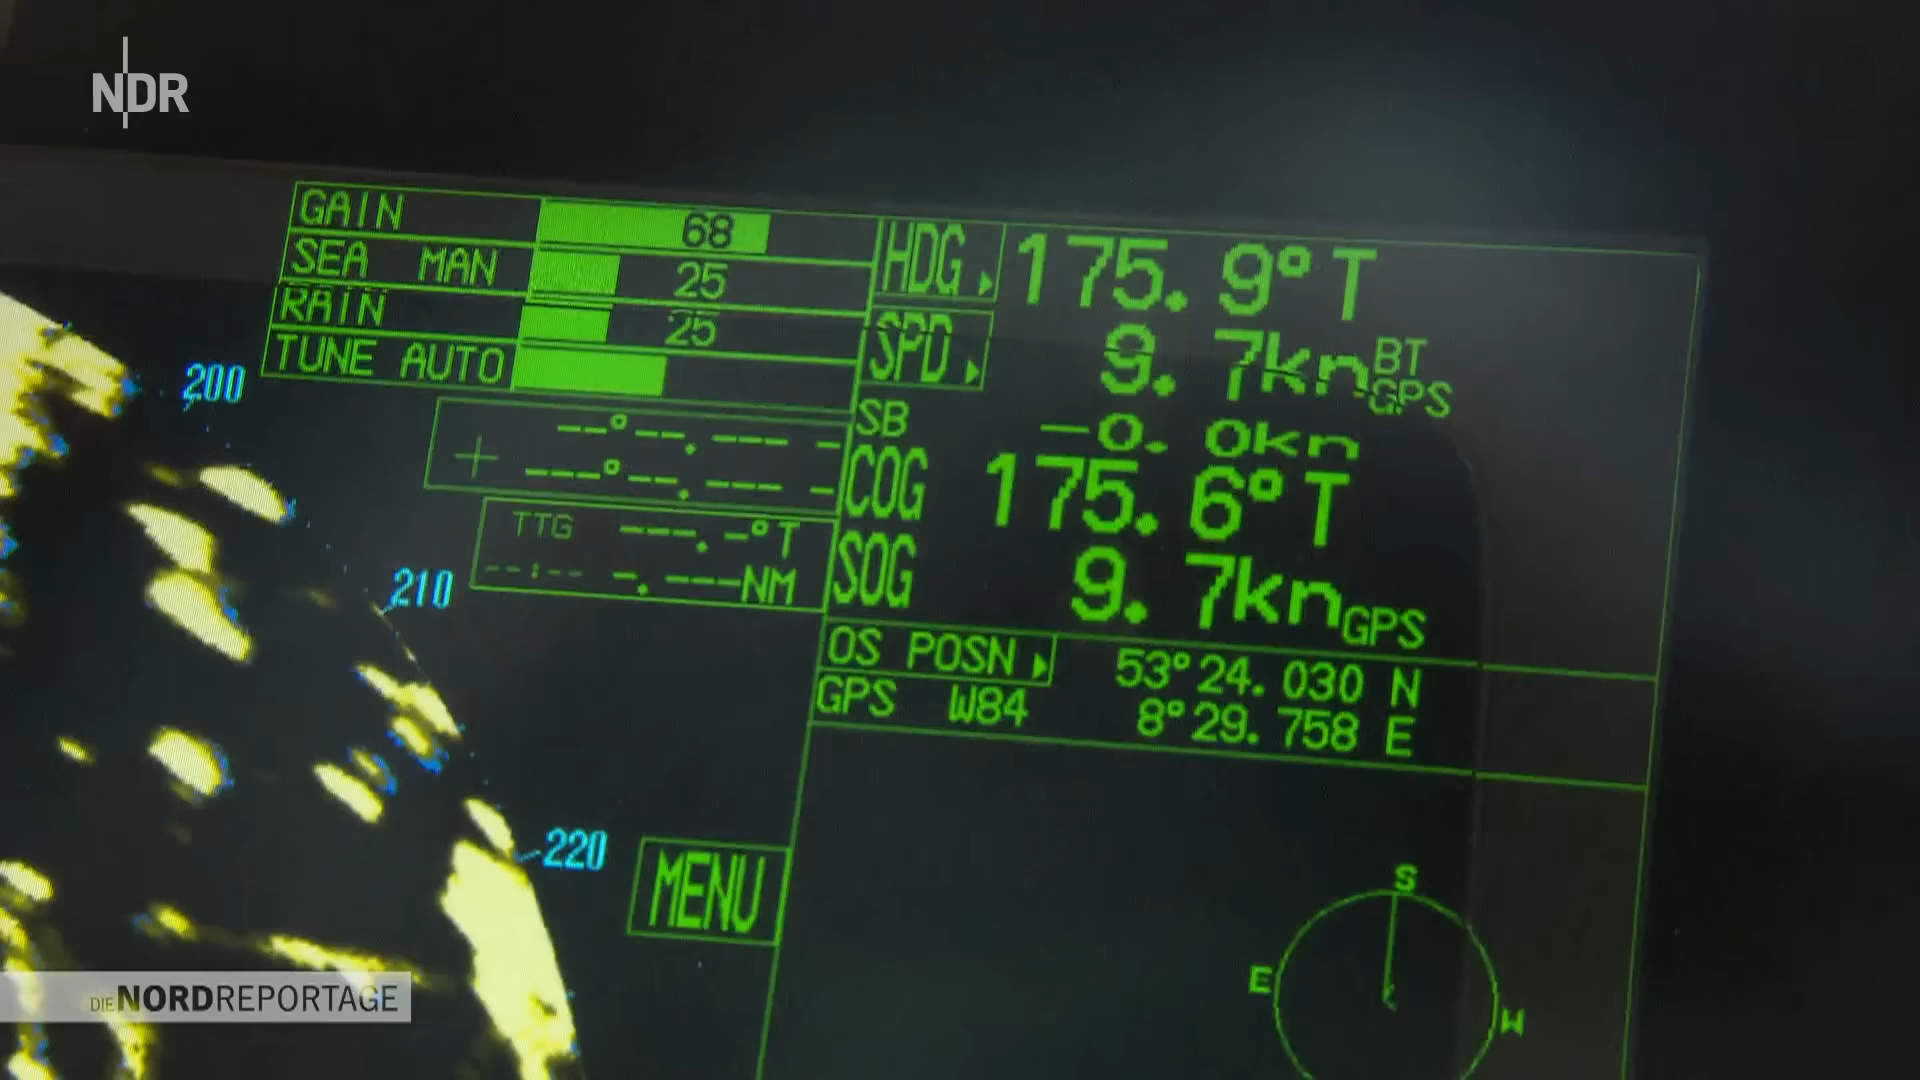 NDR
GAIN 68
SEA MAN 25
RAIN 25
TUNE AUTO
HDG 175.9°T
SPD 9.7kn BT GPS
SB -0.0kn
COG 175.6°T
SOG 9.7kn GPS
+ --°--.--- -
---°--.--- -
TTG ---.-°T
--:-- -.---NM
OS POSN 53°24.030 N
GPS W84 8°29.758 E
200
210
220
MENU
S
E
W
DIE NORDREPORTAGE